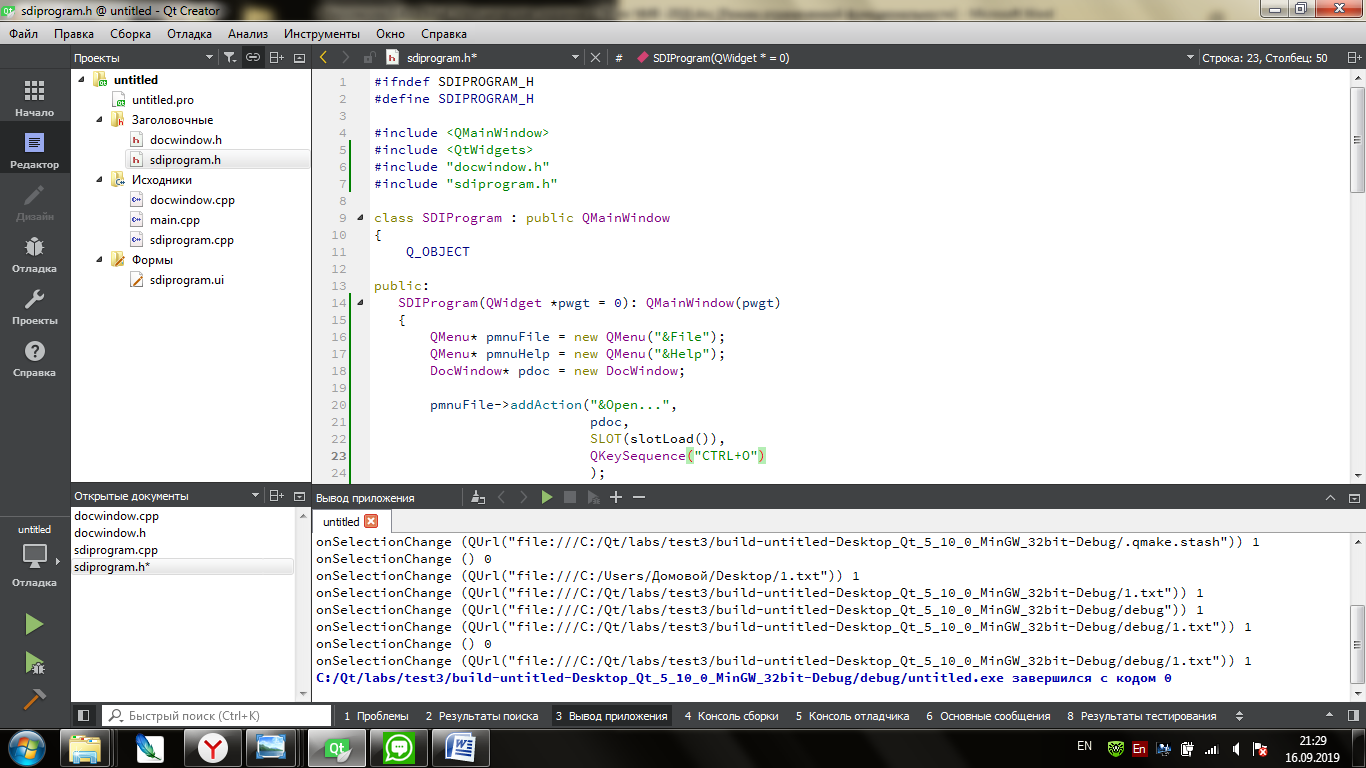 sdiprogram.h @ untitled - Qt Creator
Файл Правка Сборка Отладка Анализ Инструменты Окно Справка
Проекты
sdiprogram.h*
# SDIProgram(QWidget * = 0)
Строка: 23, Столбец: 50
Начало
Редактор
Дизайн
Отладка
Проекты
Справка
untitled
untitled.pro
Заголовочные
docwindow.h
sdiprogram.h
Исходники
docwindow.cpp
main.cpp
sdiprogram.cpp
Формы
sdiprogram.ui
1 #ifndef SDIPROGRAM_H
2 #define SDIPROGRAM_H
3
4 #include <QMainWindow>
5 #include <QtWidgets>
6 #include "docwindow.h"
7 #include "sdiprogram.h"
8
9 class SDIProgram : public QMainWindow
10 {
11 Q_OBJECT
12
13 public:
14 SDIProgram(QWidget *pwgt = 0): QMainWindow(pwgt)
15 {
16 QMenu* pmnuFile = new QMenu("&File");
17 QMenu* pmnuHelp = new QMenu("&Help");
18 DocWindow* pdoc = new DocWindow;
19
20 pmnuFile->addAction("&Open...",
21 pdoc,
22 SLOT(slotLoad()),
23 QKeySequence("CTRL+O")
24 );
Открытые документы
docwindow.cpp
docwindow.h
sdiprogram.cpp
sdiprogram.h*
untitled
Отладка
Вывод приложения
untitled
onSelectionChange (QUrl("file:///C:/Qt/labs/test3/build-untitled-Desktop_Qt_5_10_0_MinGW_32bit-Debug/.qmake.stash")) 1
onSelectionChange () 0
onSelectionChange (QUrl("file:///C:/Users/Домовой/Desktop/1.txt")) 1
onSelectionChange (QUrl("file:///C:/Qt/labs/test3/build-untitled-Desktop_Qt_5_10_0_MinGW_32bit-Debug/1.txt")) 1
onSelectionChange (QUrl("file:///C:/Qt/labs/test3/build-untitled-Desktop_Qt_5_10_0_MinGW_32bit-Debug/debug")) 1
onSelectionChange (QUrl("file:///C:/Qt/labs/test3/build-untitled-Desktop_Qt_5_10_0_MinGW_32bit-Debug/debug/1.txt")) 1
onSelectionChange () 0
onSelectionChange (QUrl("file:///C:/Qt/labs/test3/build-untitled-Desktop_Qt_5_10_0_MinGW_32bit-Debug/debug/1.txt")) 1
C:/Qt/labs/test3/build-untitled-Desktop_Qt_5_10_0_MinGW_32bit-Debug/debug/untitled.exe завершился с кодом 0
Быстрый поиск (Ctrl+K)
1 Проблемы 2 Результаты поиска 3 Вывод приложения 4 Консоль сборки 5 Консоль отладчика 6 Основные сообщения 8 Результаты тестирования
EN
En
21:29
16.09.2019